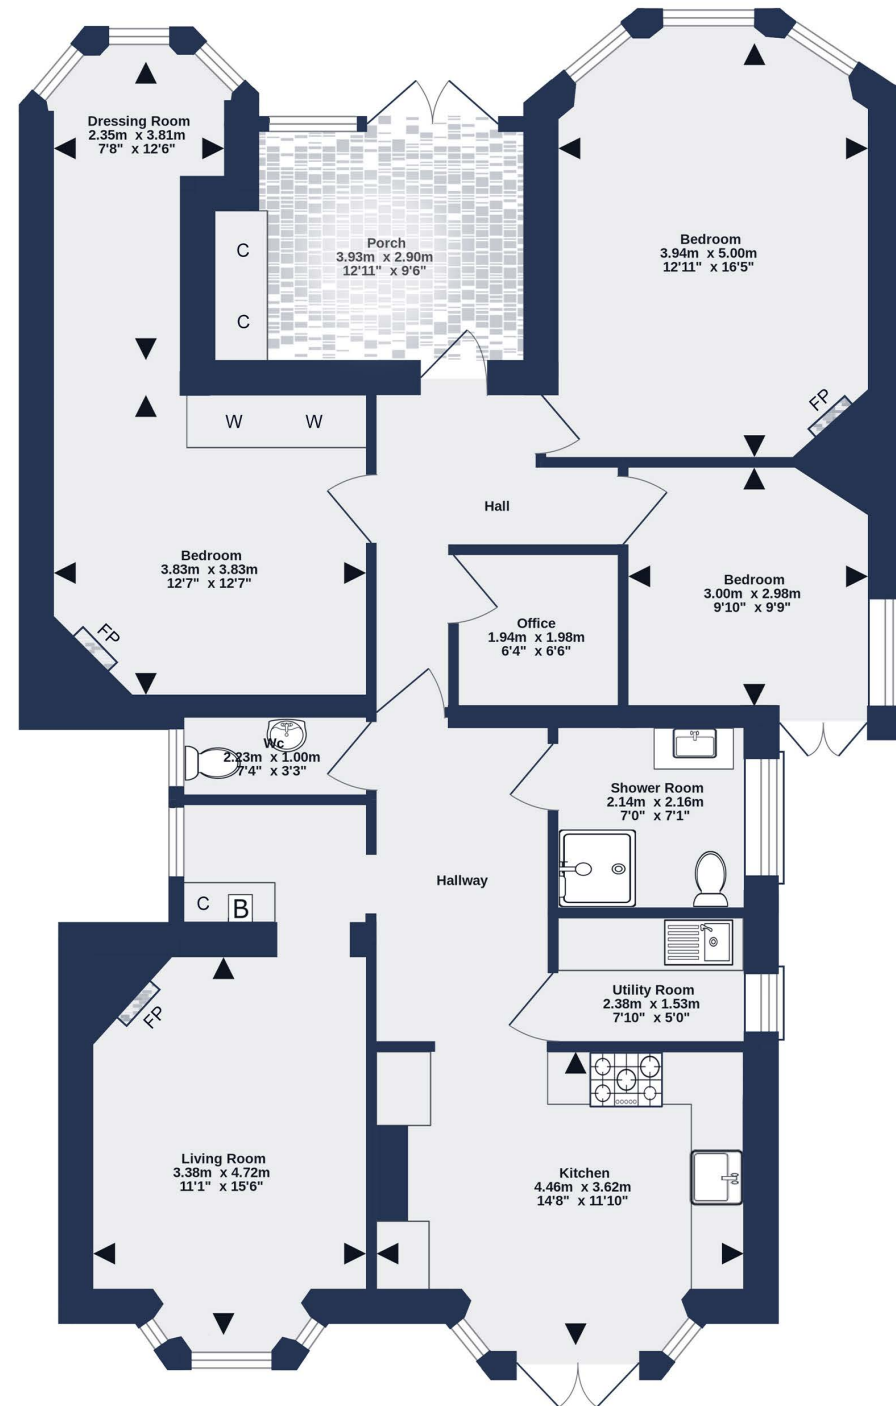 Dressing Room
2.35m x 3.81m
7'8" x 12'6"
Porch
3.93m x 2.90m
12'11" x 9'6"
C
C
Bedroom
3.94m x 5.00m
12'11" x 16'5"
FP
W W
Hall
Bedroom
3.83m x 3.83m
12'7" x 12'7"
FP
Office
1.94m x 1.98m
6'4" x 6'6"
Bedroom
3.00m x 2.98m
9'10" x 9'9"
Wc
2.23m x 1.00m
7'4" x 3'3"
Shower Room
2.14m x 2.16m
7'0" x 7'1"
Hallway
C B
Utility Room
2.38m x 1.53m
7'10" x 5'0"
FP
Living Room
3.38m x 4.72m
11'1" x 15'6"
Kitchen
4.46m x 3.62m
14'8" x 11'10"